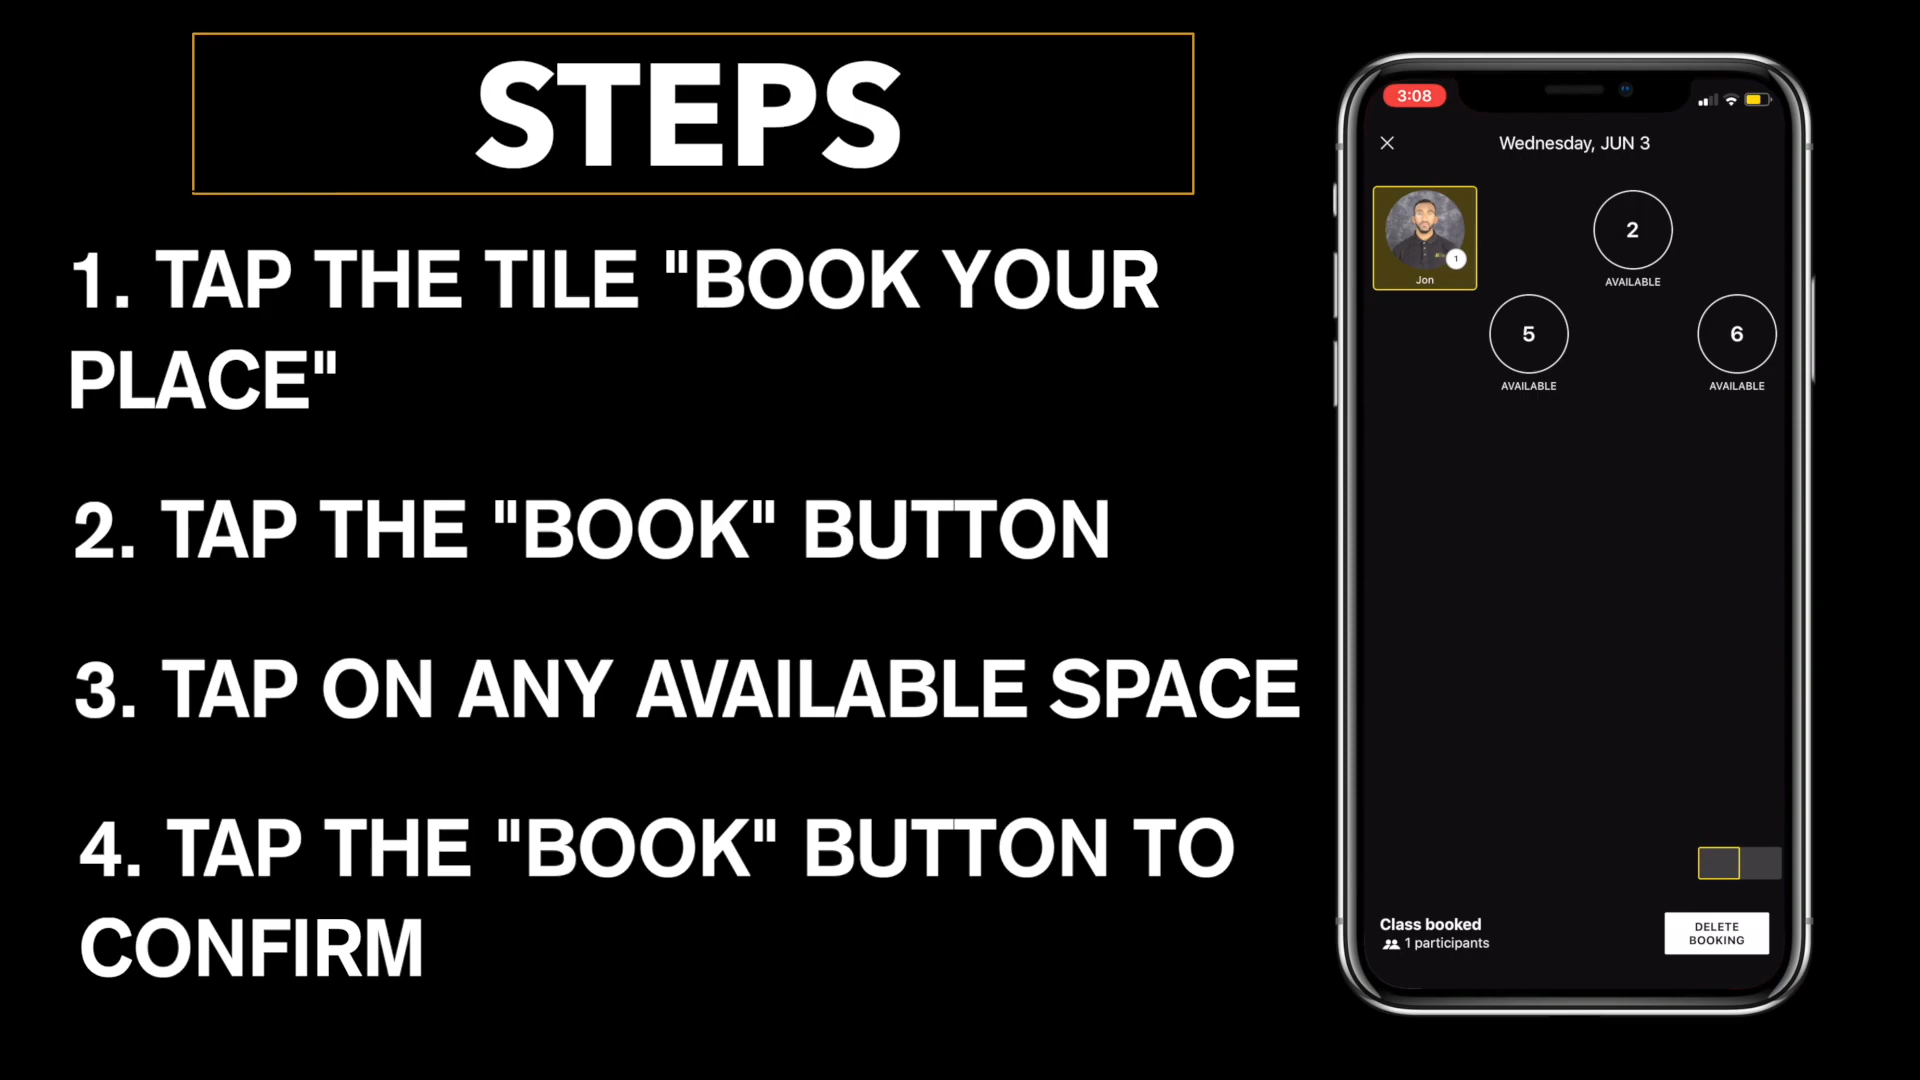 STEPS
1. TAP THE TILE "BOOK YOUR
PLACE"
2. TAP THE "BOOK" BUTTON
3. TAP ON ANY AVAILABLE SPACE
4. TAP THE "BOOK" BUTTON TO
CONFIRM
3:08
Wednesday, JUN 3
1
Jon
2
AVAILABLE
5
AVAILABLE
6
AVAILABLE
Class booked
1 participants
DELETE
BOOKING